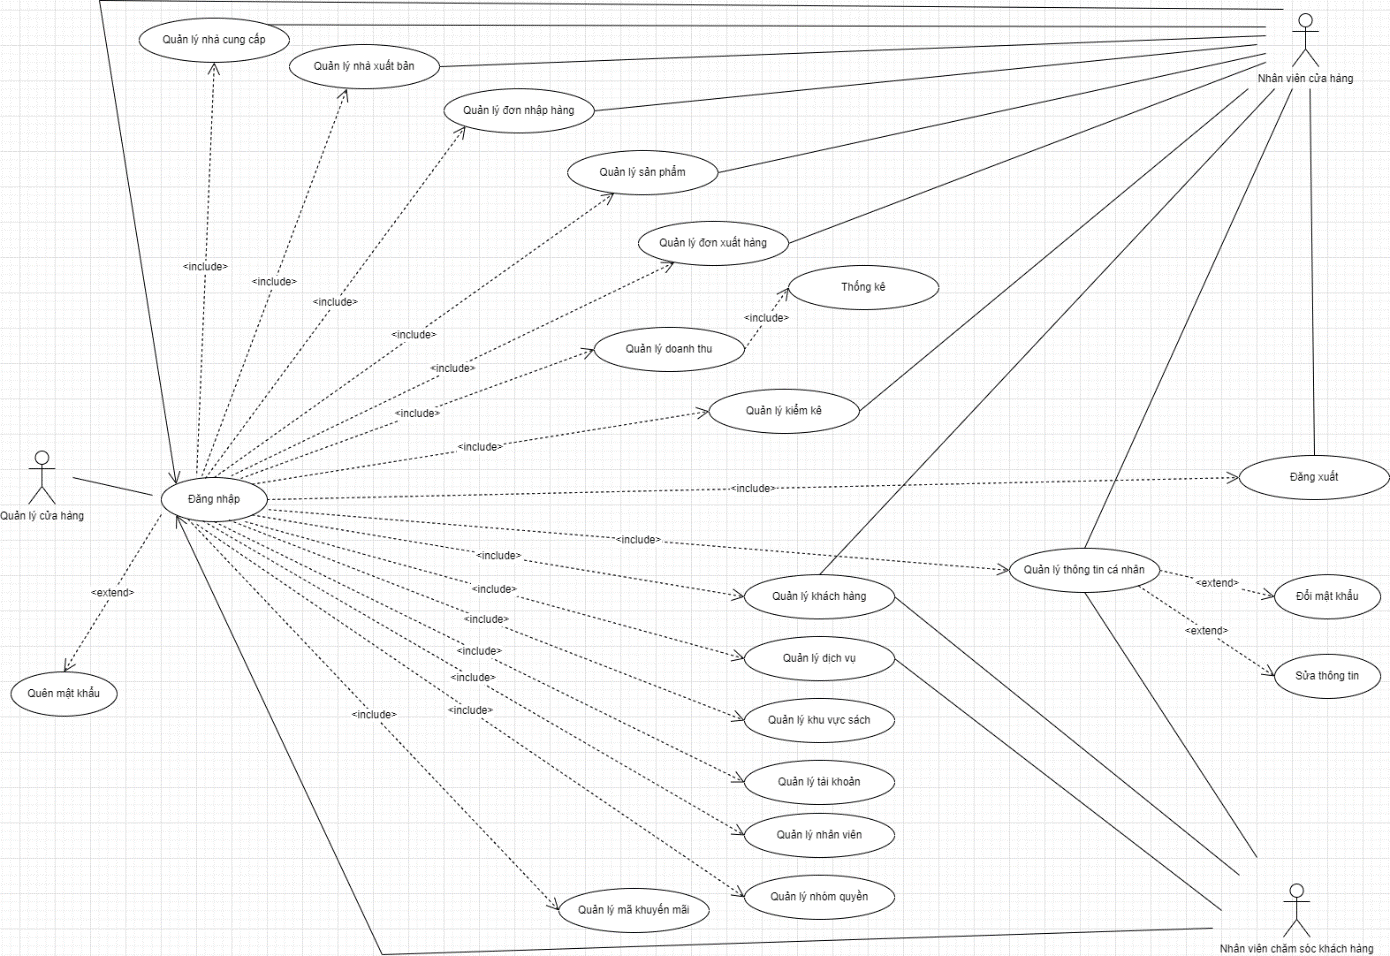 Quản lý nhà cung cấp
Quản lý nhà xuất bản
Nhân viên cửa hàng
Quản lý đơn nhập hàng
Quản lý sản phẩm
Quản lý đơn xuất hàng
<include>
<include>
Thống kê
<include>
<include>
<include>
Quản lý doanh thu
<include>
<include>
Quản lý kiểm kê
<include>
Đăng xuất
<include>
Đăng nhập
Quản lý cửa hàng
<include>
<include>
Quản lý thông tin cá nhân
<extend>
<include>
<extend>
Quản lý khách hàng
Đổi mật khẩu
<include>
<extend>
<include>
Quản lý dịch vụ
Sửa thông tin
<include>
Quên mật khẩu
<include>
<include>
Quản lý khu vực sách
Quản lý tài khoản
Quản lý nhân viên
Quản lý nhóm quyền
Quản lý mã khuyến mãi
Nhân viên chăm sóc khách hàng